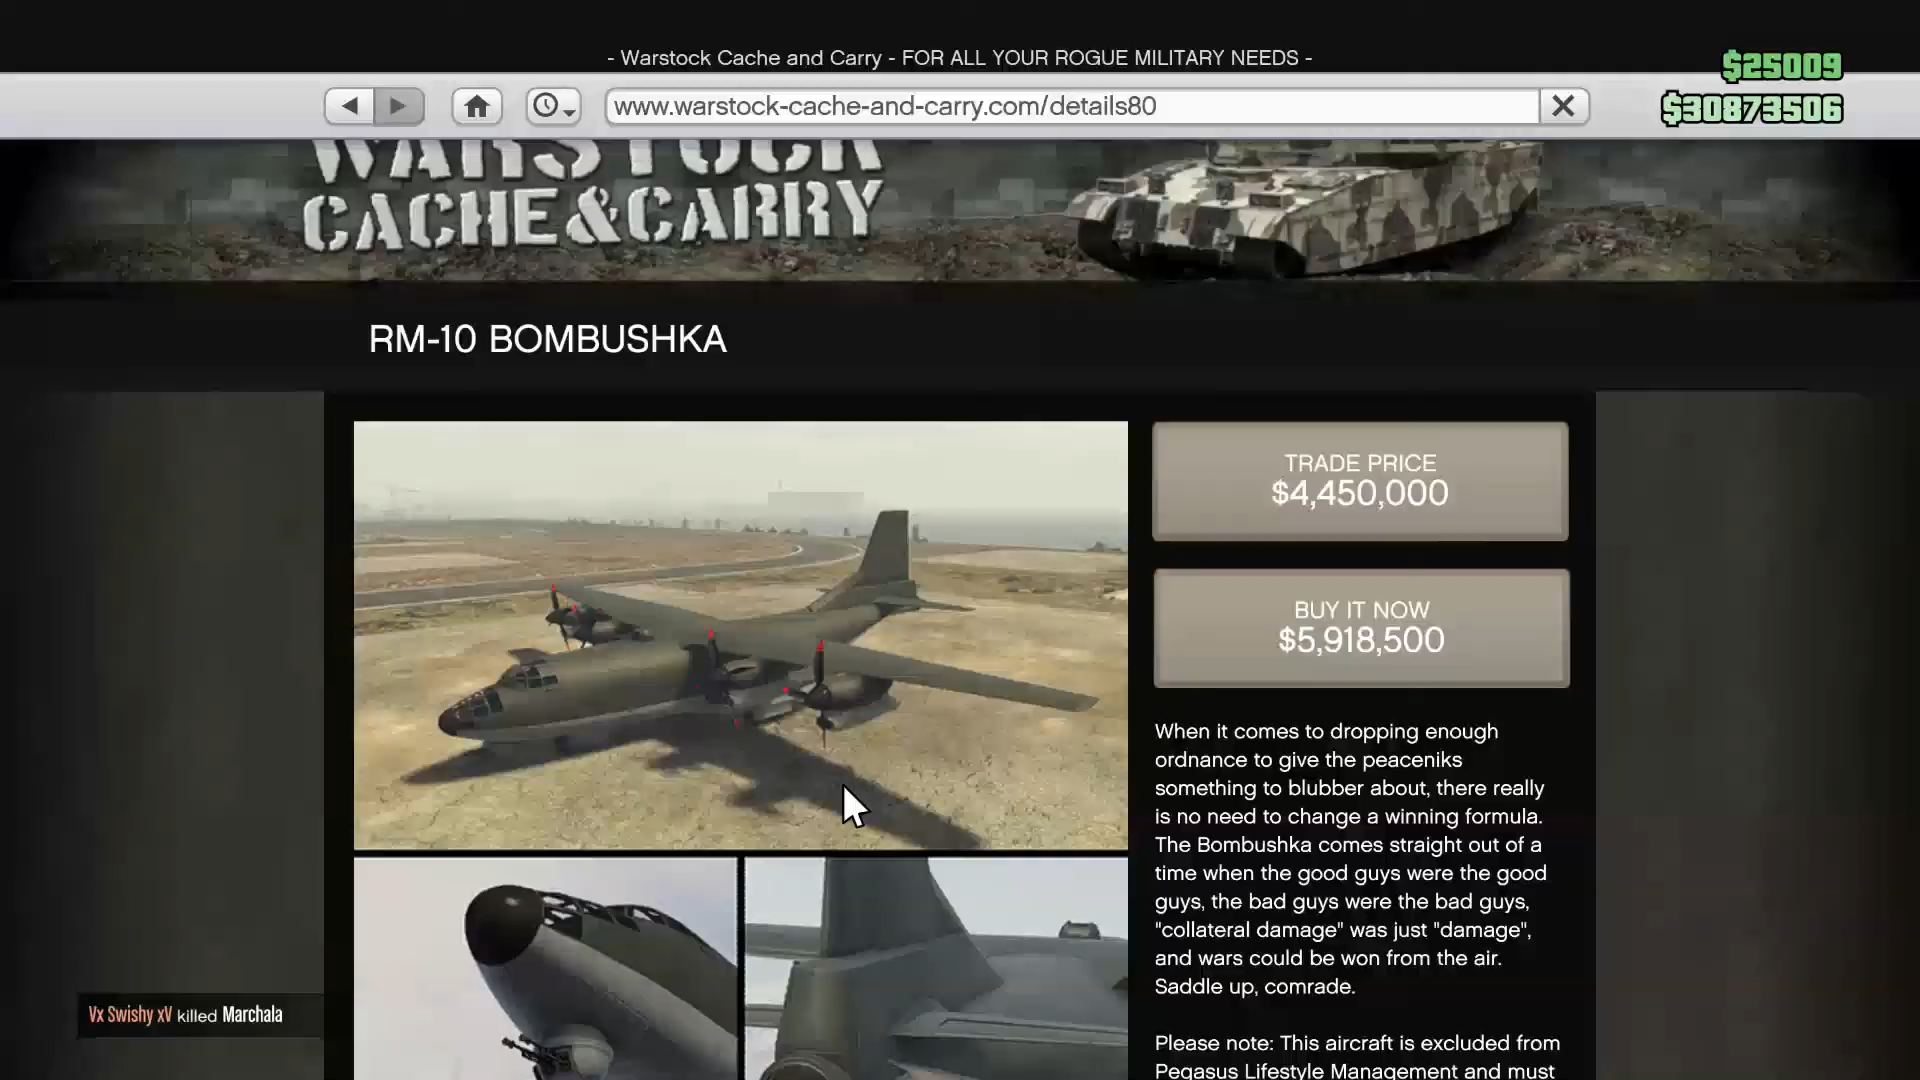 - Warstock Cache and Carry - FOR ALL YOUR ROGUE MILITARY NEEDS -
$25009
www.warstock-cache-and-carry.com/details80
$30873506
WARSTOCK
CACHE&CARRY
RM-10 BOMBUSHKA
TRADE PRICE
$4,450,000
BUY IT NOW
$5,918,500
When it comes to dropping enough
ordnance to give the peaceniks
something to blubber about, there really
is no need to change a winning formula.
The Bombushka comes straight out of a
time when the good guys were the good
guys, the bad guys were the bad guys,
"collateral damage" was just "damage",
and wars could be won from the air.
Saddle up, comrade.
Please note: This aircraft is excluded from
Pegasus Lifestyle Management and must
Vx Swishy xV killed Marchala